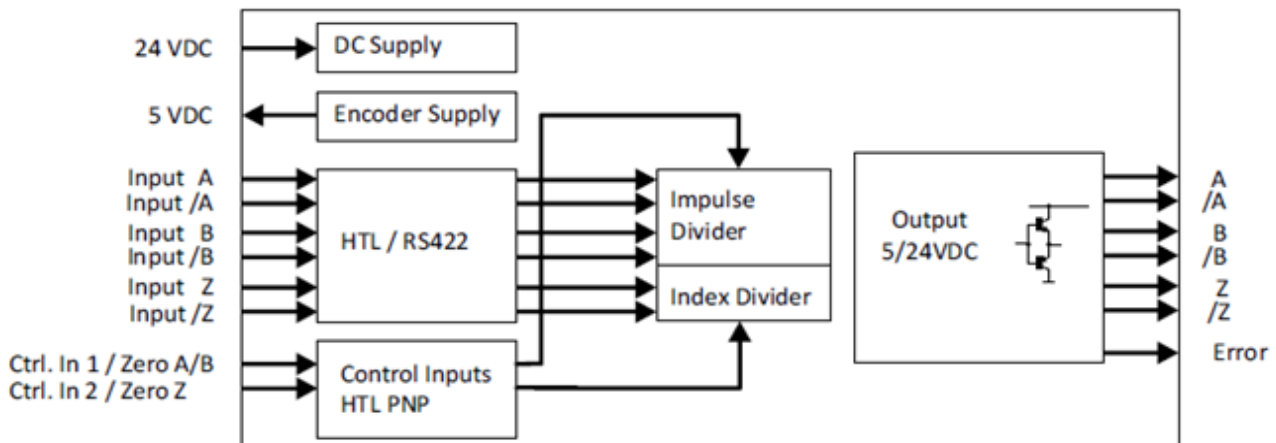 24 VDC
DC Supply
5 VDC
Encoder Supply
Input A
Input /A
Input B
Input /B
Input Z
Input /Z
HTL / RS422
Impulse
Divider
Index Divider
Output
5/24VDC
A
/A
B
/B
Z
/Z
Error
Ctrl. In 1 / Zero A/B
Ctrl. In 2 / Zero Z
Control Inputs
HTL PNP